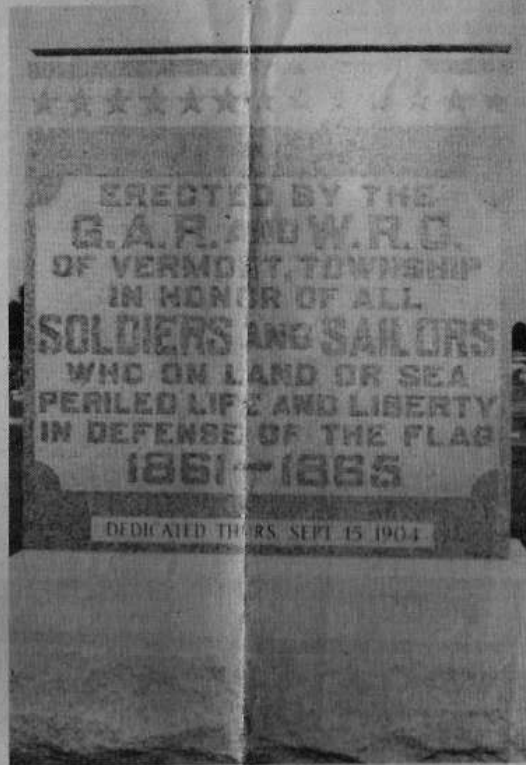 ERECTED BY THE
G.A.R. AND W.R.C.
OF VERMONT, TOWNSHIP
IN HONOR OF ALL
SOLDIERS AND SAILORS
WHO ON LAND OR SEA
PERILED LIFE AND LIBERTY
IN DEFENSE OF THE FLAG
1861–1865
DEDICATED THURS. SEPT. 15 1904